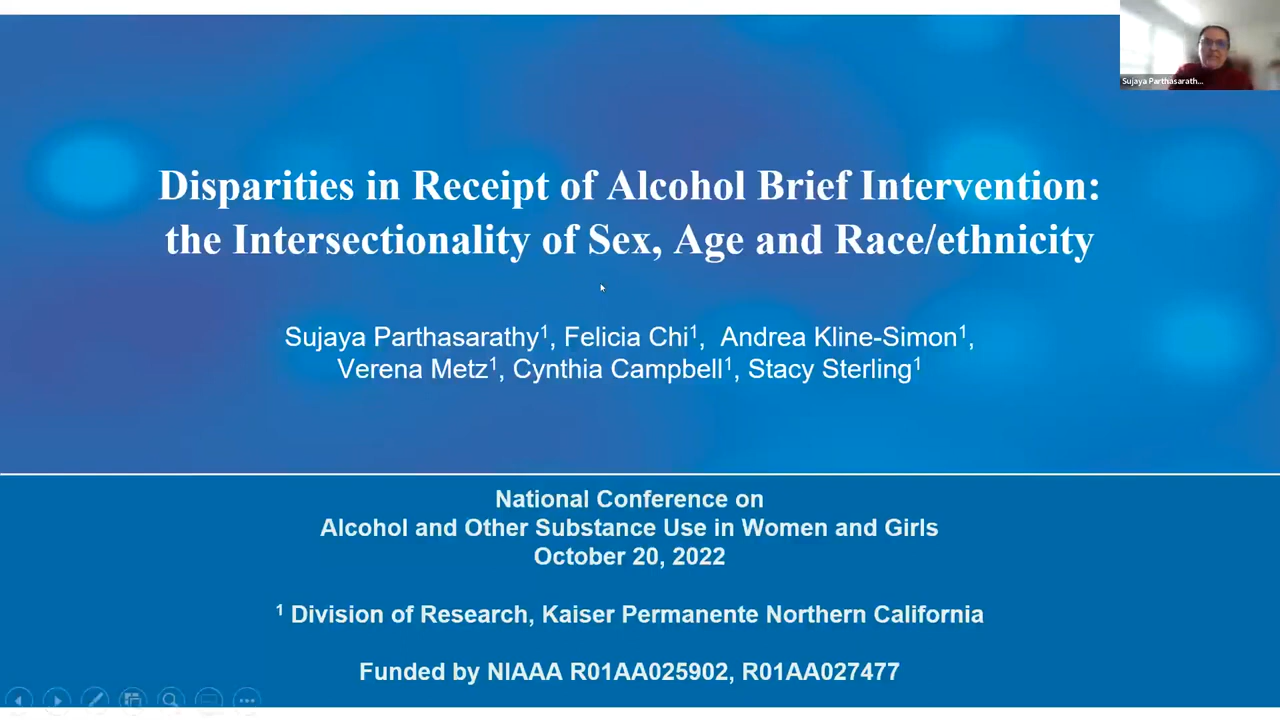 Sujaya Parthasarath...
Disparities in Receipt of Alcohol Brief Intervention:
the Intersectionality of Sex, Age and Race/ethnicity
Sujaya Parthasarathy¹, Felicia Chi¹, Andrea Kline-Simon¹,
Verena Metz¹, Cynthia Campbell¹, Stacy Sterling¹
National Conference on
Alcohol and Other Substance Use in Women and Girls
October 20, 2022
¹ Division of Research, Kaiser Permanente Northern California
Funded by NIAAA R01AA025902, R01AA027477